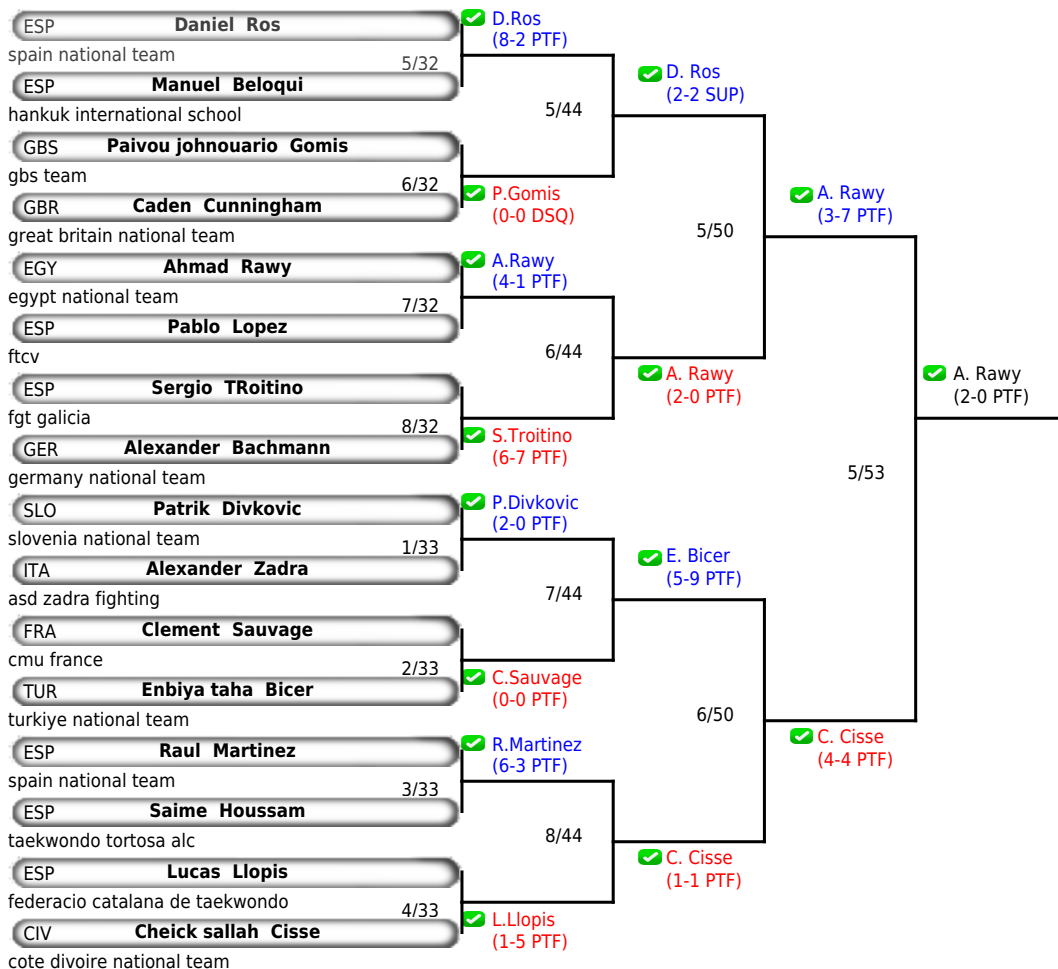 ESP Daniel Ros
spain national team
5/32
ESP Manuel Beloqui
hankuk international school
GBS Paivou johnouario Gomis
gbs team
6/32
GBR Caden Cunningham
great britain national team
EGY Ahmad Rawy
egypt national team
7/32
ESP Pablo Lopez
ftcv
ESP Sergio TRoitino
fgt galicia
8/32
GER Alexander Bachmann
germany national team
SLO Patrik Divkovic
slovenia national team
1/33
ITA Alexander Zadra
asd zadra fighting
FRA Clement Sauvage
cmu france
2/33
TUR Enbiya taha Bicer
turkiye national team
ESP Raul Martinez
spain national team
3/33
ESP Saime Houssam
taekwondo tortosa alc
ESP Lucas Llopis
federacio catalana de taekwondo
4/33
CIV Cheick sallah Cisse
cote divoire national team
D.Ros
(8-2 PTF)
5/44
P.Gomis
(0-0 DSQ)
A.Rawy
(4-1 PTF)
6/44
S.Troitino
(6-7 PTF)
P.Divkovic
(2-0 PTF)
7/44
C.Sauvage
(0-0 PTF)
R.Martinez
(6-3 PTF)
8/44
L.Llopis
(1-5 PTF)
D. Ros
(2-2 SUP)
5/50
A. Rawy
(2-0 PTF)
E. Bicer
(5-9 PTF)
6/50
C. Cisse
(1-1 PTF)
A. Rawy
(3-7 PTF)
5/53
C. Cisse
(4-4 PTF)
A. Rawy
(2-0 PTF)